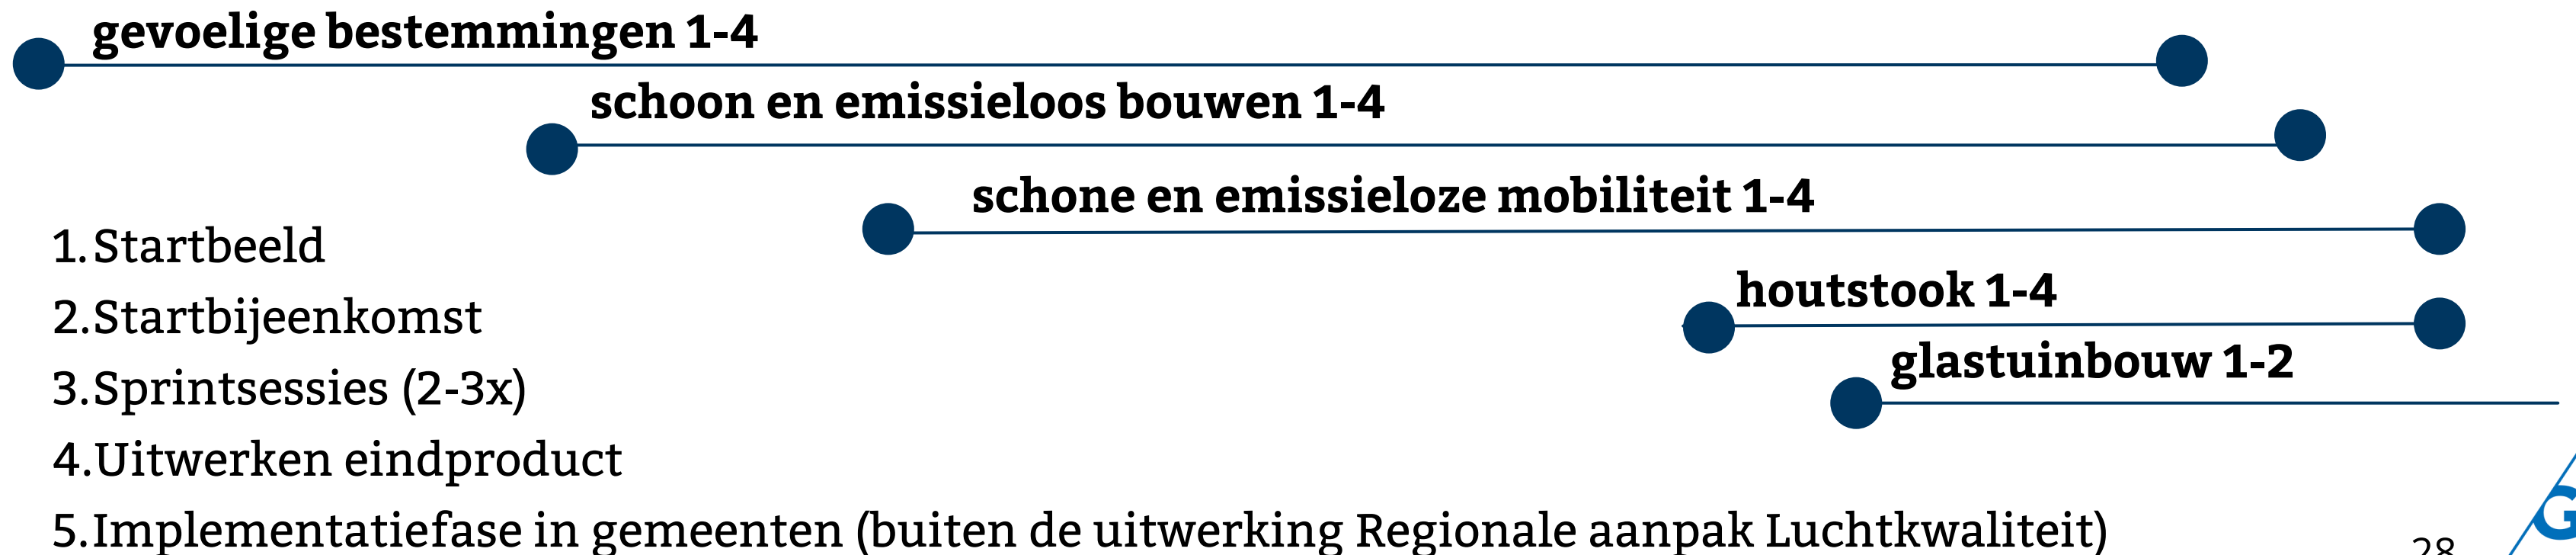 gevoelige bestemmingen 1-4
schoon en emissieloos bouwen 1-4
schone en emissieloze mobiliteit 1-4
houtstook 1-4
glastuinbouw 1-2
1.Startbeeld
2.Startbijeenkomst
3.Sprintsessies (2-3x)
4.Uitwerken eindproduct
5.Implementatiefase in gemeenten (buiten de uitwerking Regionale aanpak Luchtkwaliteit)
28
G